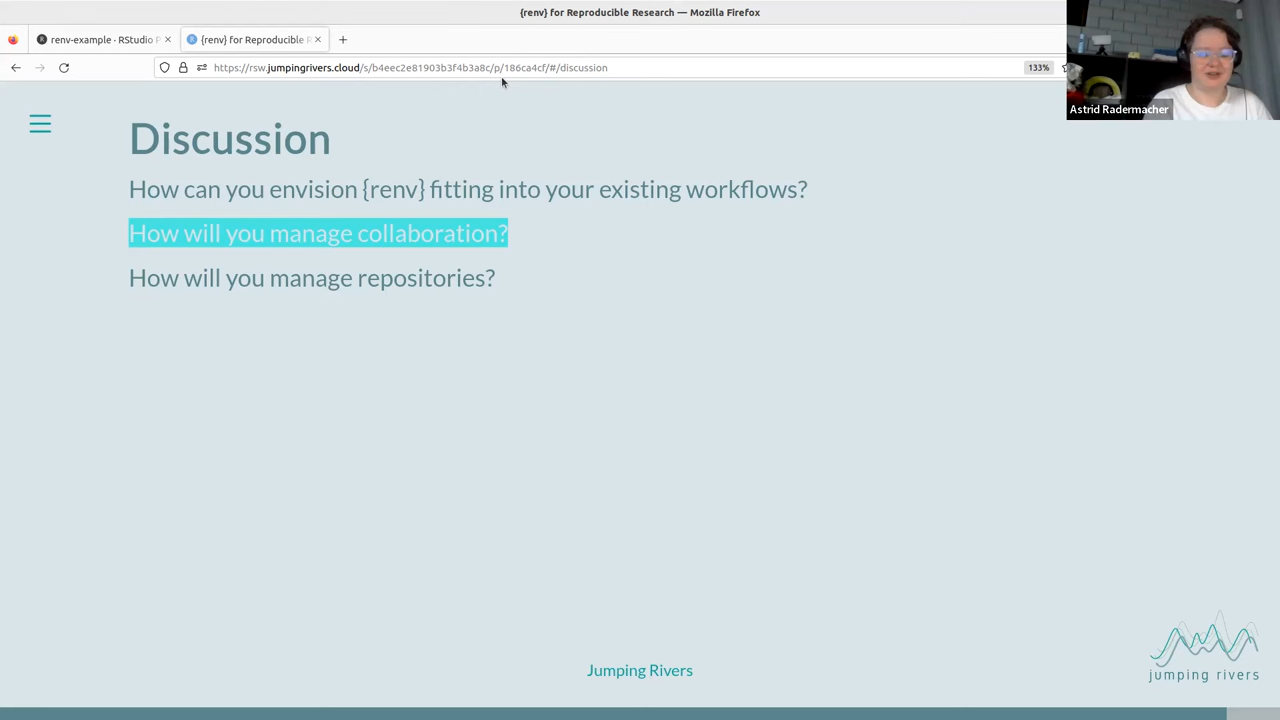 {renv} for Reproducible Research — Mozilla Firefox
renv-example · RStudio P
{renv} for Reproducible R
https://rsw.jumpingrivers.cloud/s/b4eec2e81903b3f4b3a8c/p/186ca4cf/#/discussion
133%
Astrid Radermacher
Discussion
How can you envision {renv} fitting into your existing workflows?
How will you manage collaboration?
How will you manage repositories?
Jumping Rivers
jumping rivers